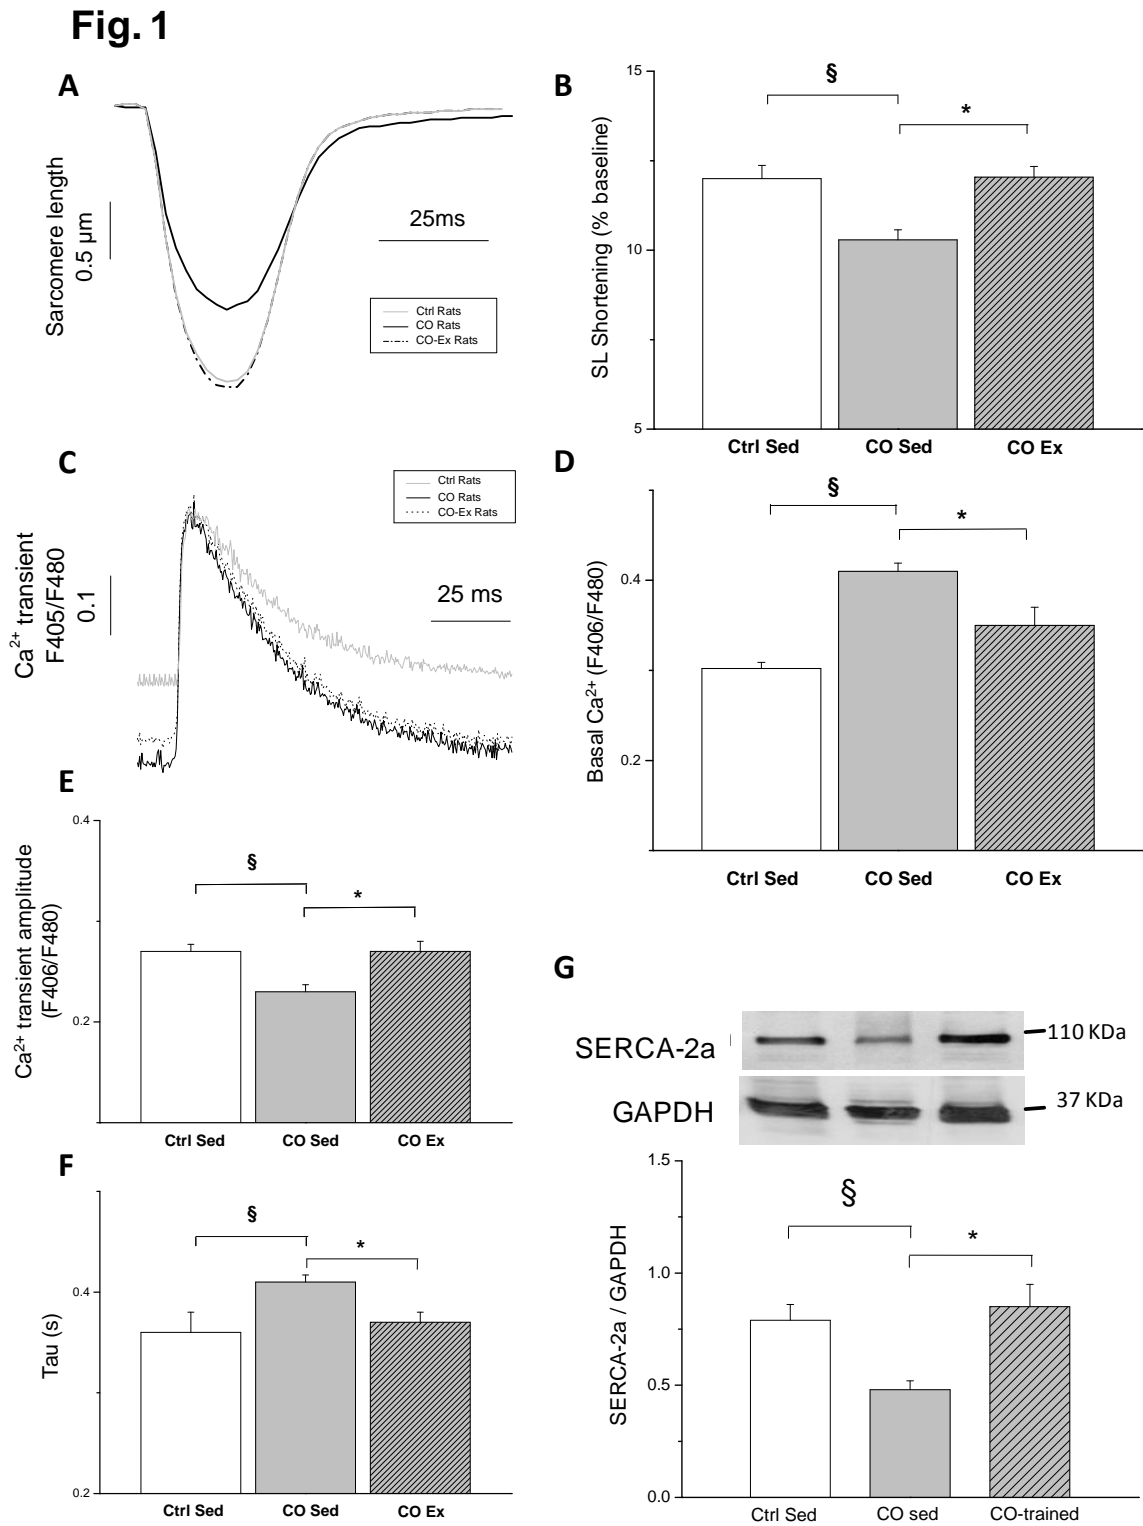 Fig. 1
A
Sarcomere length
0.5 µm
25ms
Ctrl Rats
CO Rats
CO-Ex Rats
B
SL Shortening (% baseline)
15
10
5
§
*
Ctrl Sed
CO Sed
CO Ex
C
Ca²⁺ transient
F405/F480
0.1
Ctrl Rats
CO Rats
CO-Ex Rats
25 ms
D
Basal Ca²⁺ (F406/F480)
0.4
0.2
§
*
Ctrl Sed
CO Sed
CO Ex
E
Ca²⁺ transient amplitude
(F406/F480)
0.4
0.2
§
*
Ctrl Sed
CO Sed
CO Ex
F
Tau (s)
0.4
0.2
§
*
Ctrl Sed
CO Sed
CO Ex
G
SERCA-2a
110 KDa
GAPDH
37 KDa
SERCA-2a / GAPDH
1.5
1.0
0.5
0.0
§
*
Ctrl Sed
CO sed
CO-trained